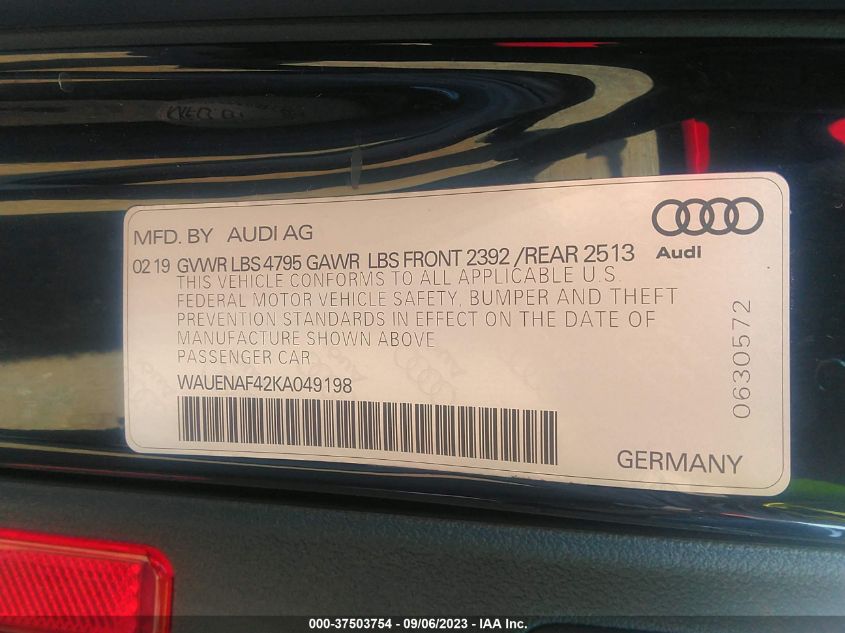 MFD. BY AUDI AG
Audi
02 19 GVWR LBS 4795 GAWR LBS FRONT 2392 /REAR 2513
THIS VEHICLE CONFORMS TO ALL APPLICABLE U.S.
FEDERAL MOTOR VEHICLE SAFETY, BUMPER AND THEFT
PREVENTION STANDARDS IN EFFECT ON THE DATE OF
MANUFACTURE SHOWN ABOVE
PASSENGER CAR
WAUENAF42KA049198
0630572
GERMANY
000-37503754 - 09/06/2023 - IAA Inc.